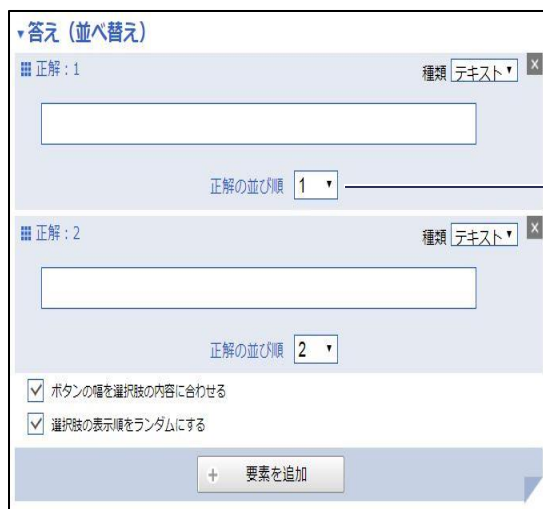 ▼答え（並べ替え）
正解：1 種類 テキスト▼ ×
正解の並び順 1 ▼
正解：2 種類 テキスト▼ ×
正解の並び順 2 ▼
ボタンの幅を選択肢の内容に合わせる
選択肢の表示順をランダムにする
+ 要素を追加